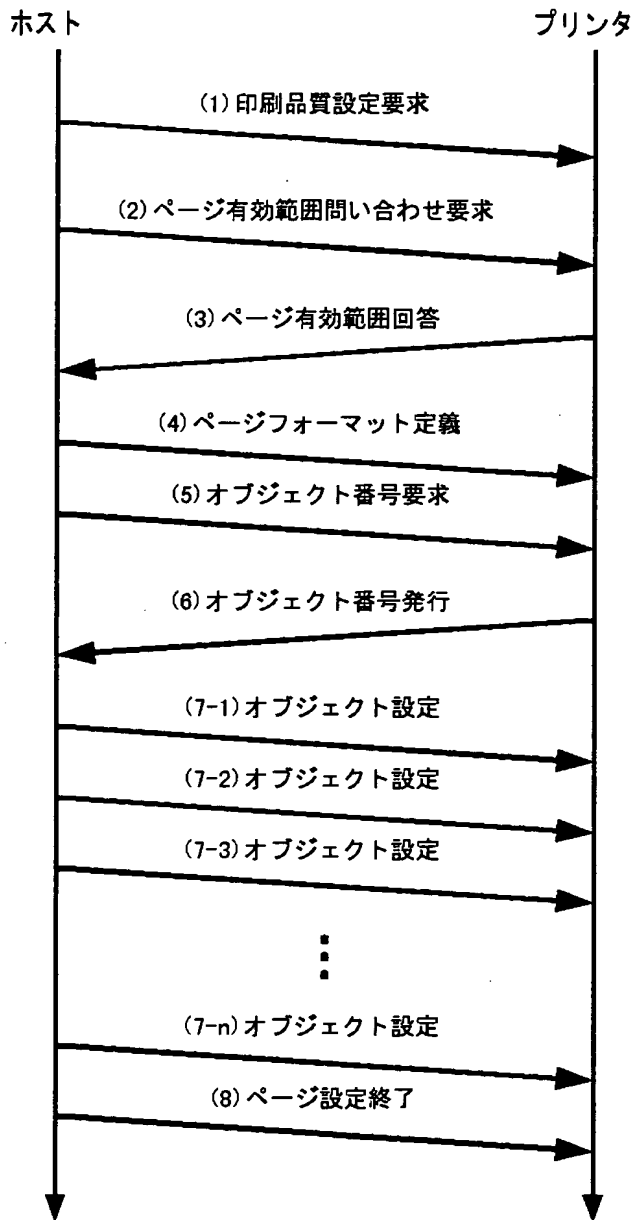 ホスト
プリンタ
(1)印刷品質設定要求
(2)ページ有効範囲問い合わせ要求
(3)ページ有効範囲回答
(4)ページフォーマット定義
(5)オブジェクト番号要求
(6)オブジェクト番号発行
(7-1)オブジェクト設定
(7-2)オブジェクト設定
(7-3)オブジェクト設定
(7-n)オブジェクト設定
(8)ページ設定終了